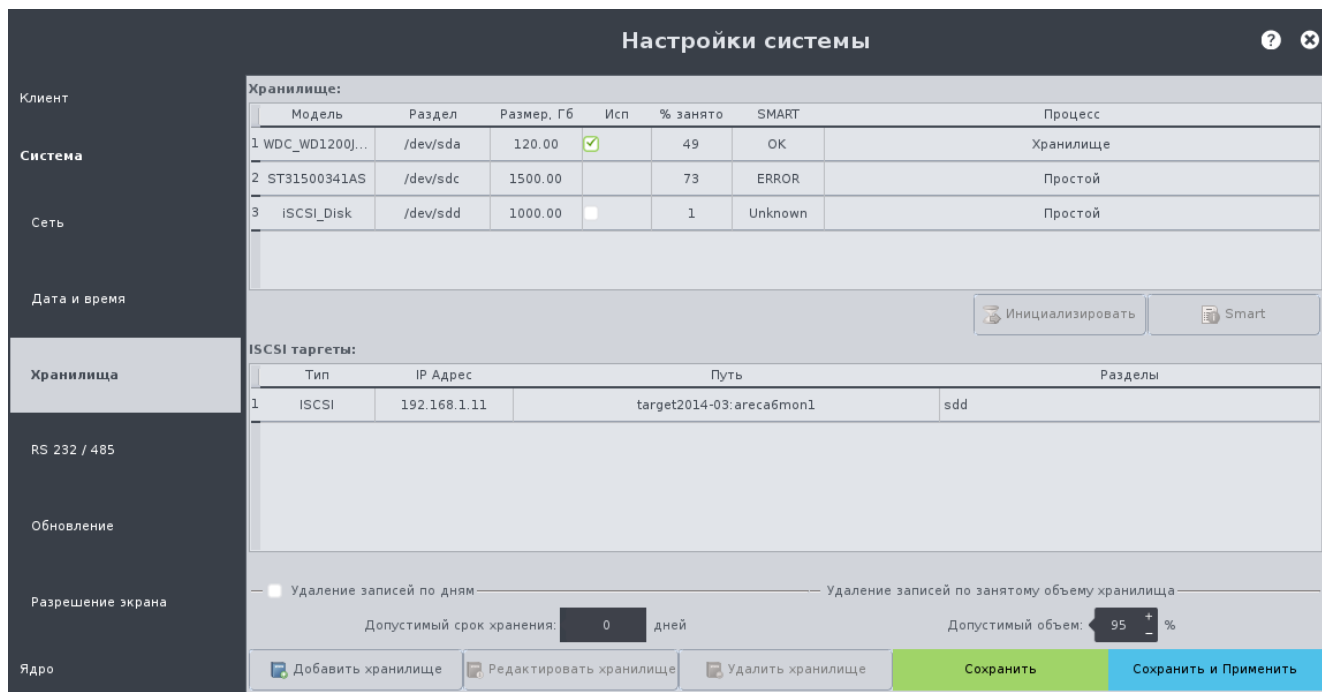 Настройки системы
?
Клиент
Система
Сеть
Дата и время
Хранилища
RS 232 / 485
Обновление
Разрешение экрана
Ядро
Хранилище:
Модель Раздел Размер, Гб Исп % занято SMART Процесс
1 WDC_WD1200J... /dev/sda 120.00 49 OK Хранилище
2 ST31500341AS /dev/sdc 1500.00 73 ERROR Простой
3 iSCSI_Disk /dev/sdd 1000.00 1 Unknown Простой
Инициализировать Smart
ISCSI таргеты:
Тип IP Адрес Путь Разделы
1 ISCSI 192.168.1.11 target2014-03:areca6mon1 sdd
Удаление записей по дням Удаление записей по занятому объему хранилища
Допустимый срок хранения: 0 дней Допустимый объем: 95 + − %
Добавить хранилище Редактировать хранилище Удалить хранилище Сохранить Сохранить и Применить